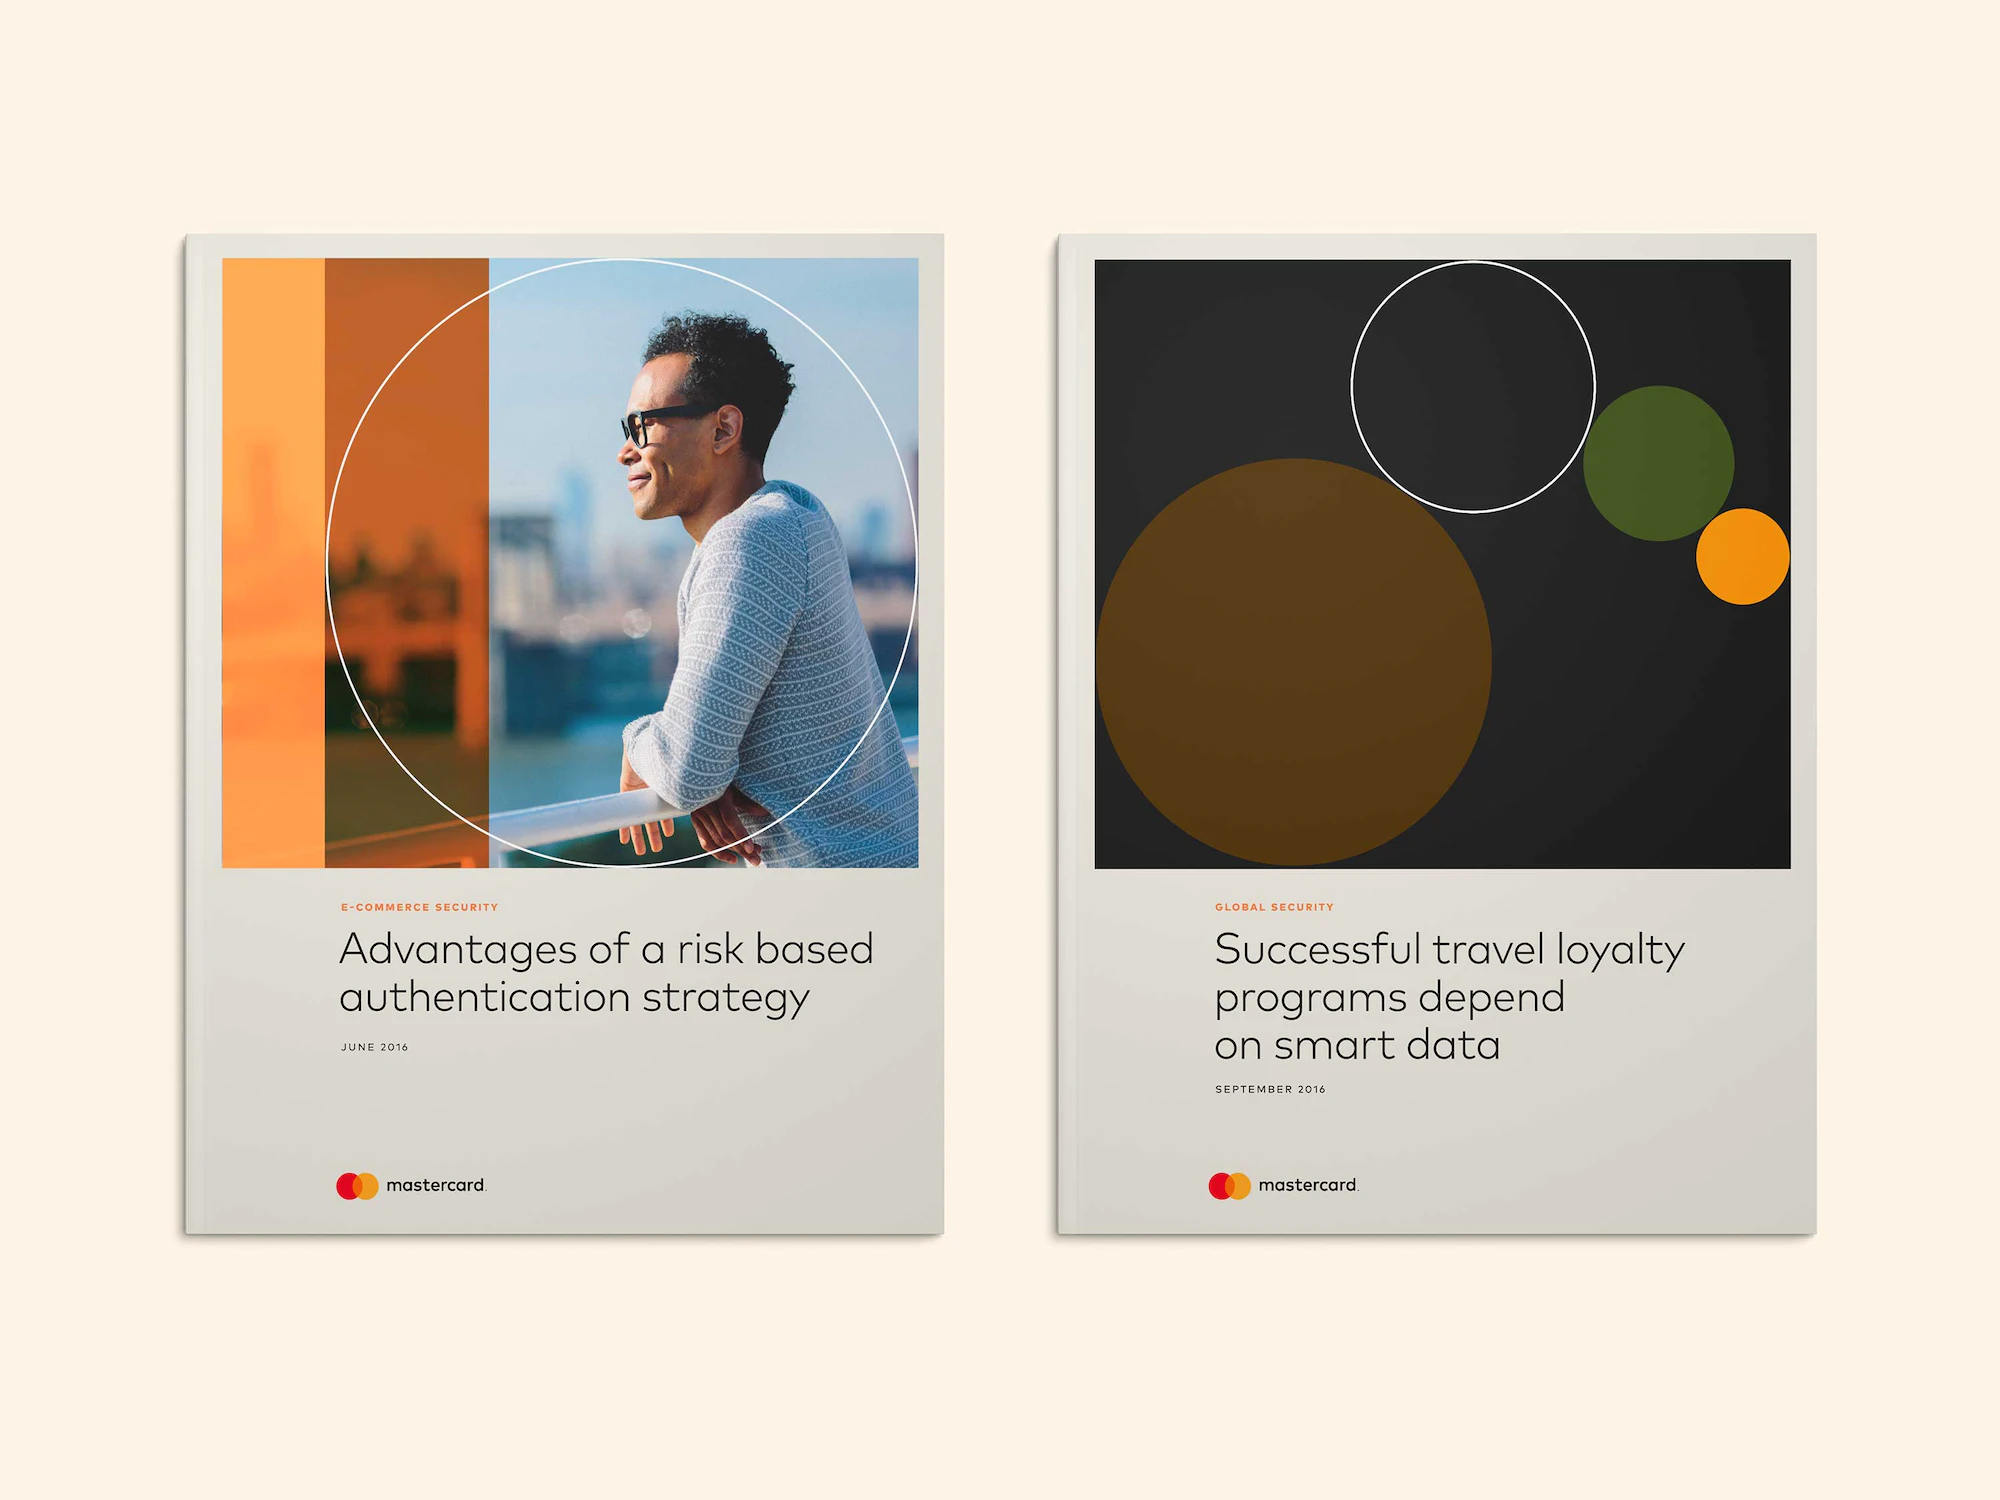 E-COMMERCE SECURITY
Advantages of a risk based
authentication strategy
JUNE 2016
mastercard.
GLOBAL SECURITY
Successful travel loyalty
programs depend
on smart data
SEPTEMBER 2016
mastercard.